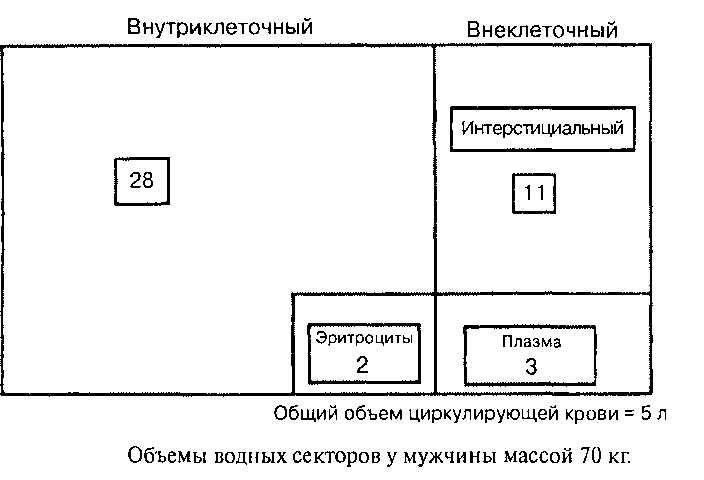 Внутриклеточный
Внеклеточный
Интерстициальный
28
11
Эритроциты
2
Плазма
3
Общий объем циркулирующей крови = 5 л
Объемы водных секторов у мужчины массой 70 кг.